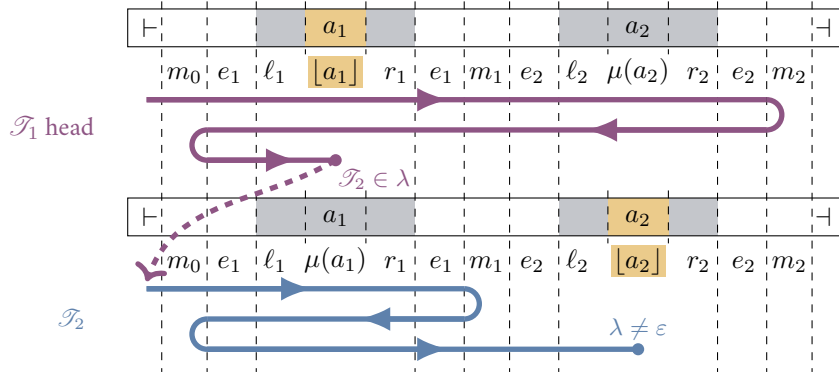 ⊢ a₁ a₂ ⊣
m₀ e₁ ℓ₁ ⌊a₁⌋ r₁ e₁ m₁ e₂ ℓ₂ μ(a₂) r₂ e₂ m₂
𝒯₁ head
𝒯₂ ∈ λ
⊢ a₁ a₂ ⊣
m₀ e₁ ℓ₁ μ(a₁) r₁ e₁ m₁ e₂ ℓ₂ ⌊a₂⌋ r₂ e₂ m₂
𝒯₂ λ ≠ ε